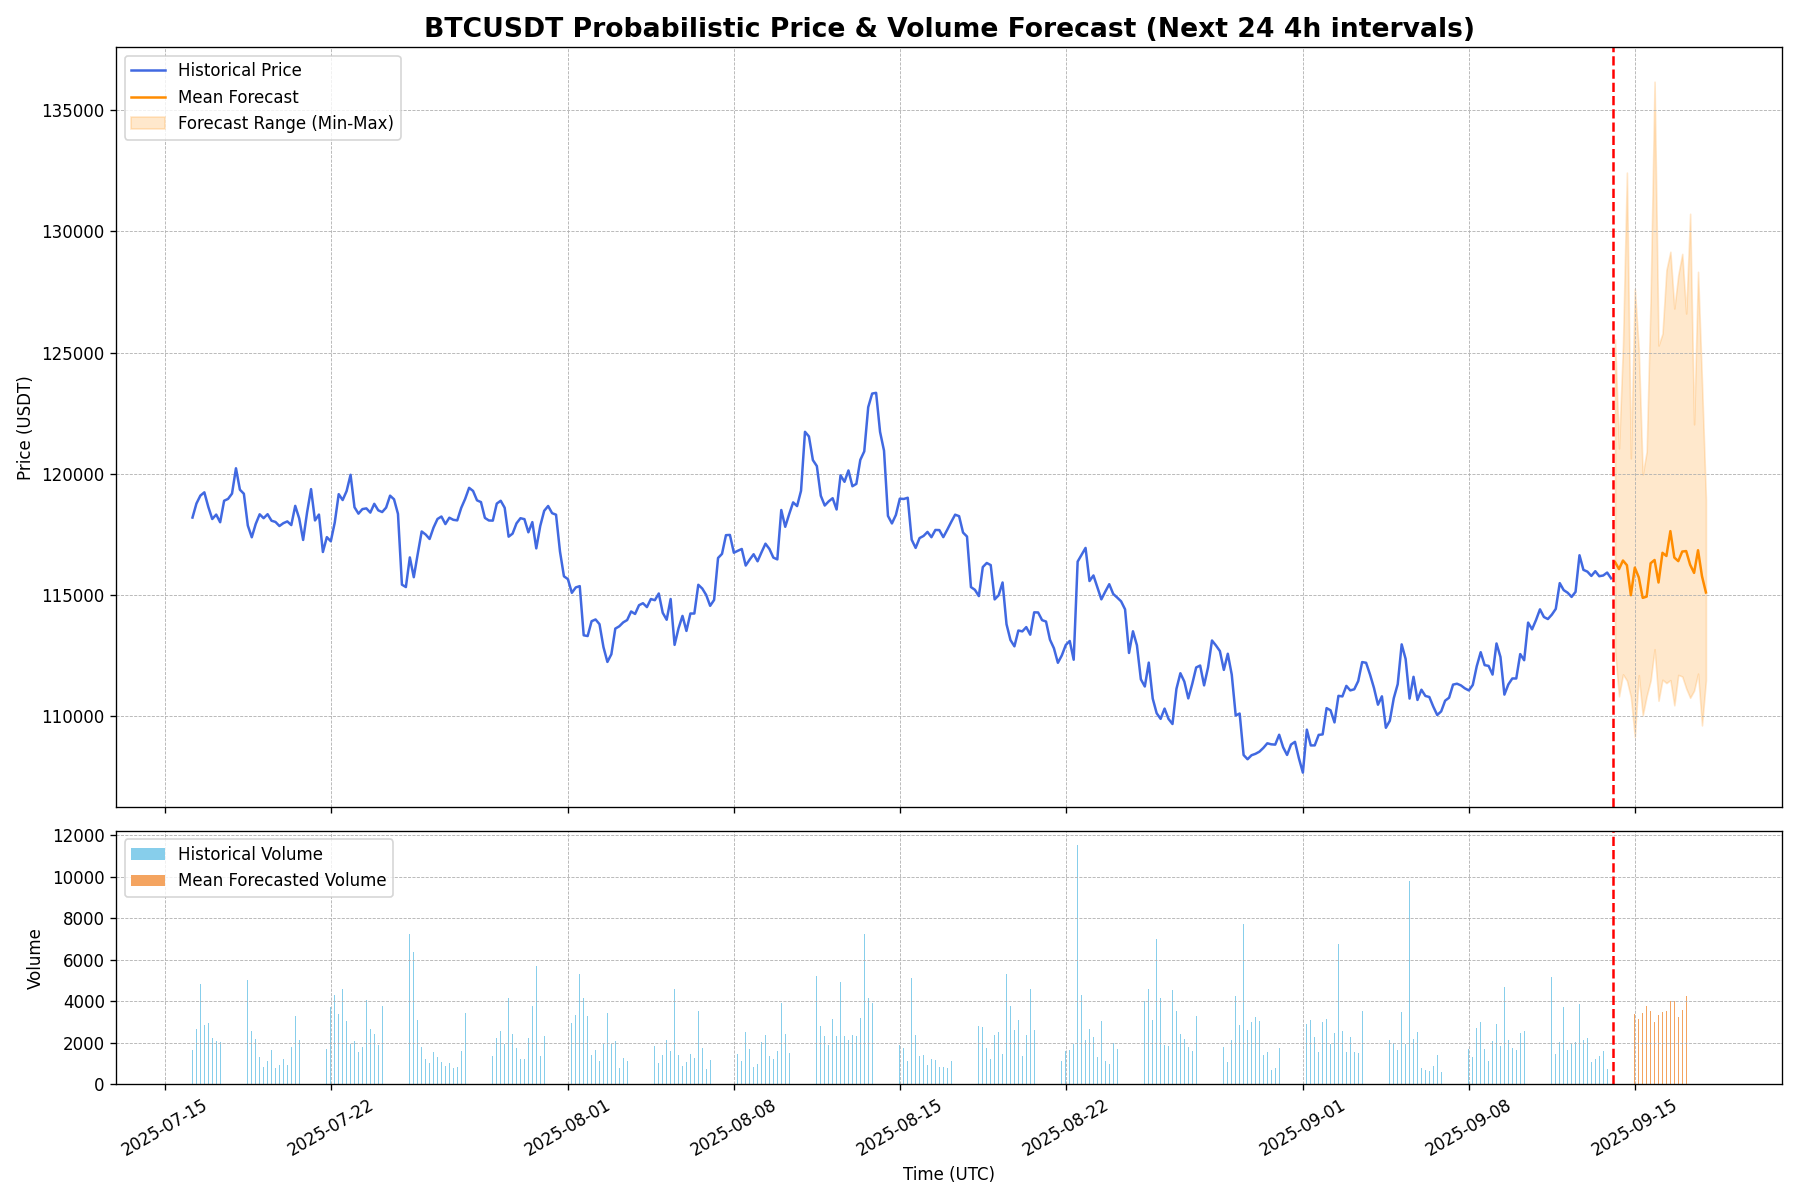 BTCUSDT Probabilistic Price & Volume Forecast (Next 24 4h intervals)
Historical Price
Mean Forecast
Forecast Range (Min-Max)
135000
130000
125000
120000
115000
110000
Price (USDT)
Historical Volume
Mean Forecasted Volume
12000
10000
8000
6000
4000
2000
0
Volume
2025-07-15
2025-07-22
2025-08-01
2025-08-08
2025-08-15
2025-08-22
2025-09-01
2025-09-08
2025-09-15
Time (UTC)